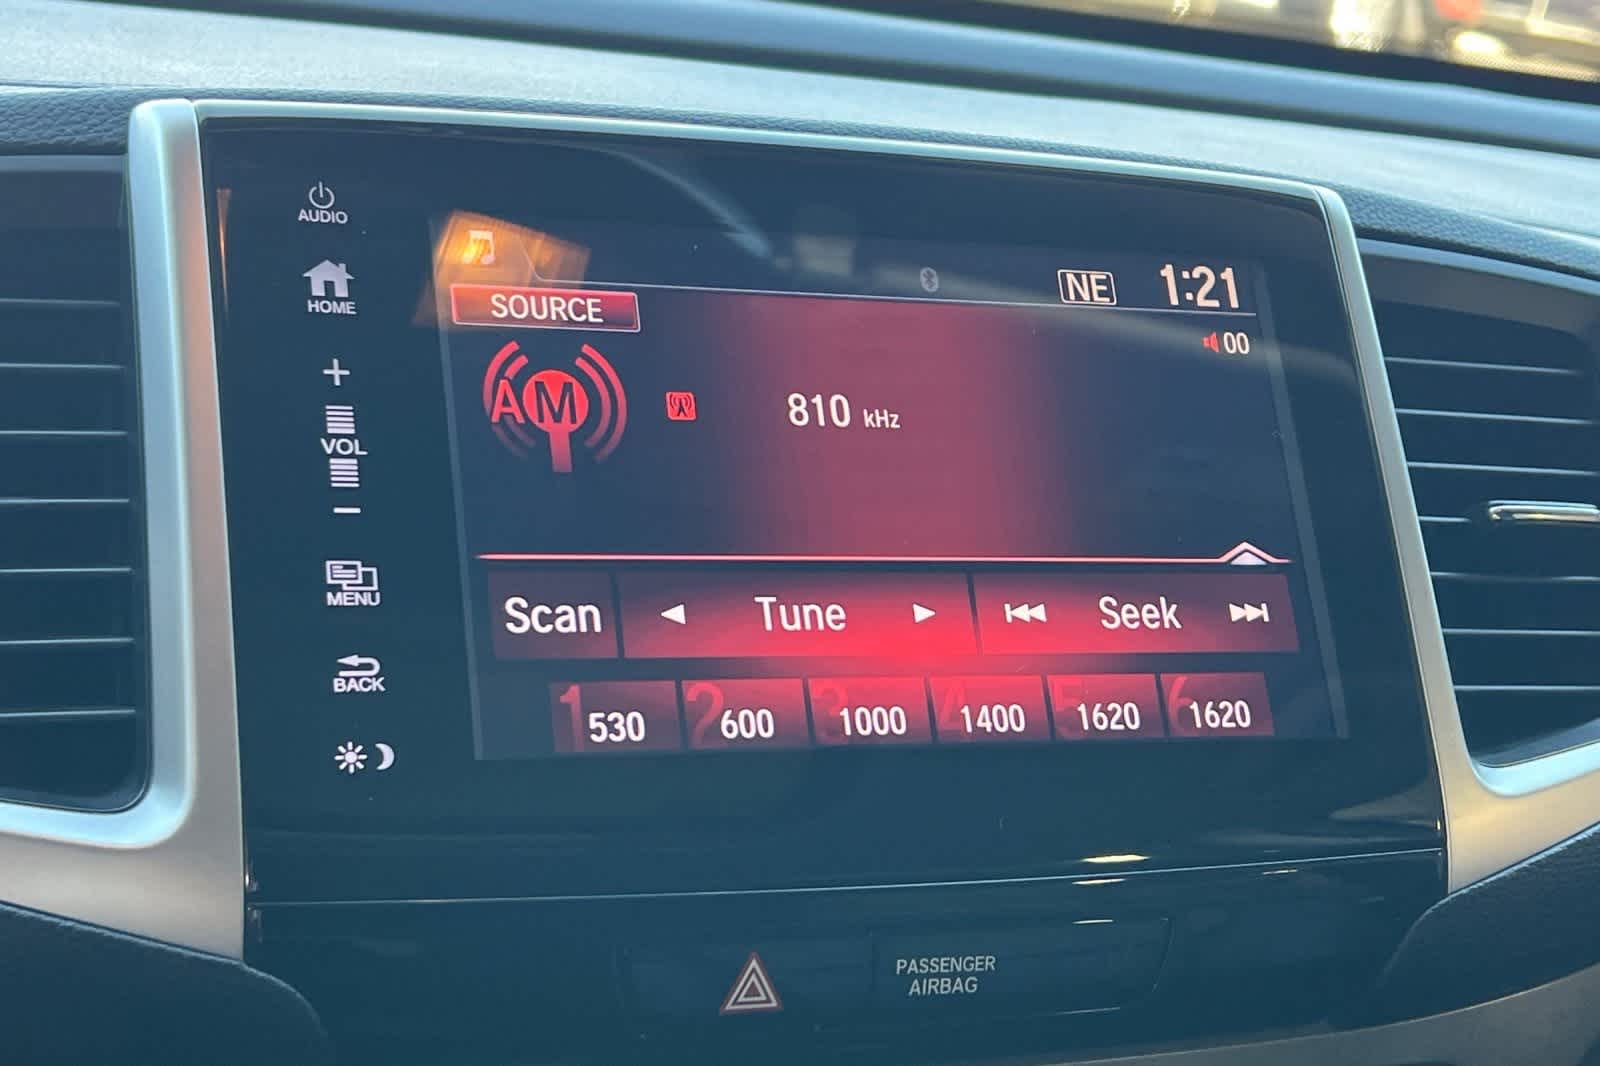 AUDIO
HOME
+
VOL
−
MENU
BACK
NE 1:21
SOURCE
00
AM
810 kHz
Scan Tune Seek
1 530 2 600 3 1000 4 1400 5 1620 6 1620
PASSENGER
AIRBAG